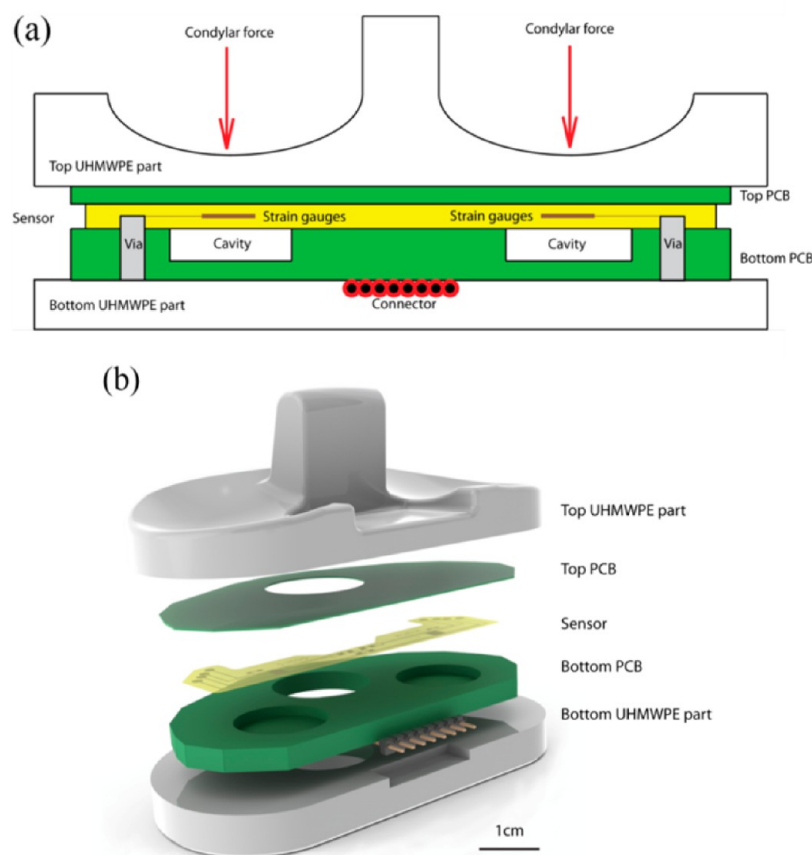 (a)
Condylar force
Condylar force
Top UHMWPE part
Top PCB
Sensor
Strain gauges
Strain gauges
Via
Cavity
Cavity
Via
Bottom PCB
Bottom UHMWPE part
Connector
(b)
Top UHMWPE part
Top PCB
Sensor
Bottom PCB
Bottom UHMWPE part
1cm